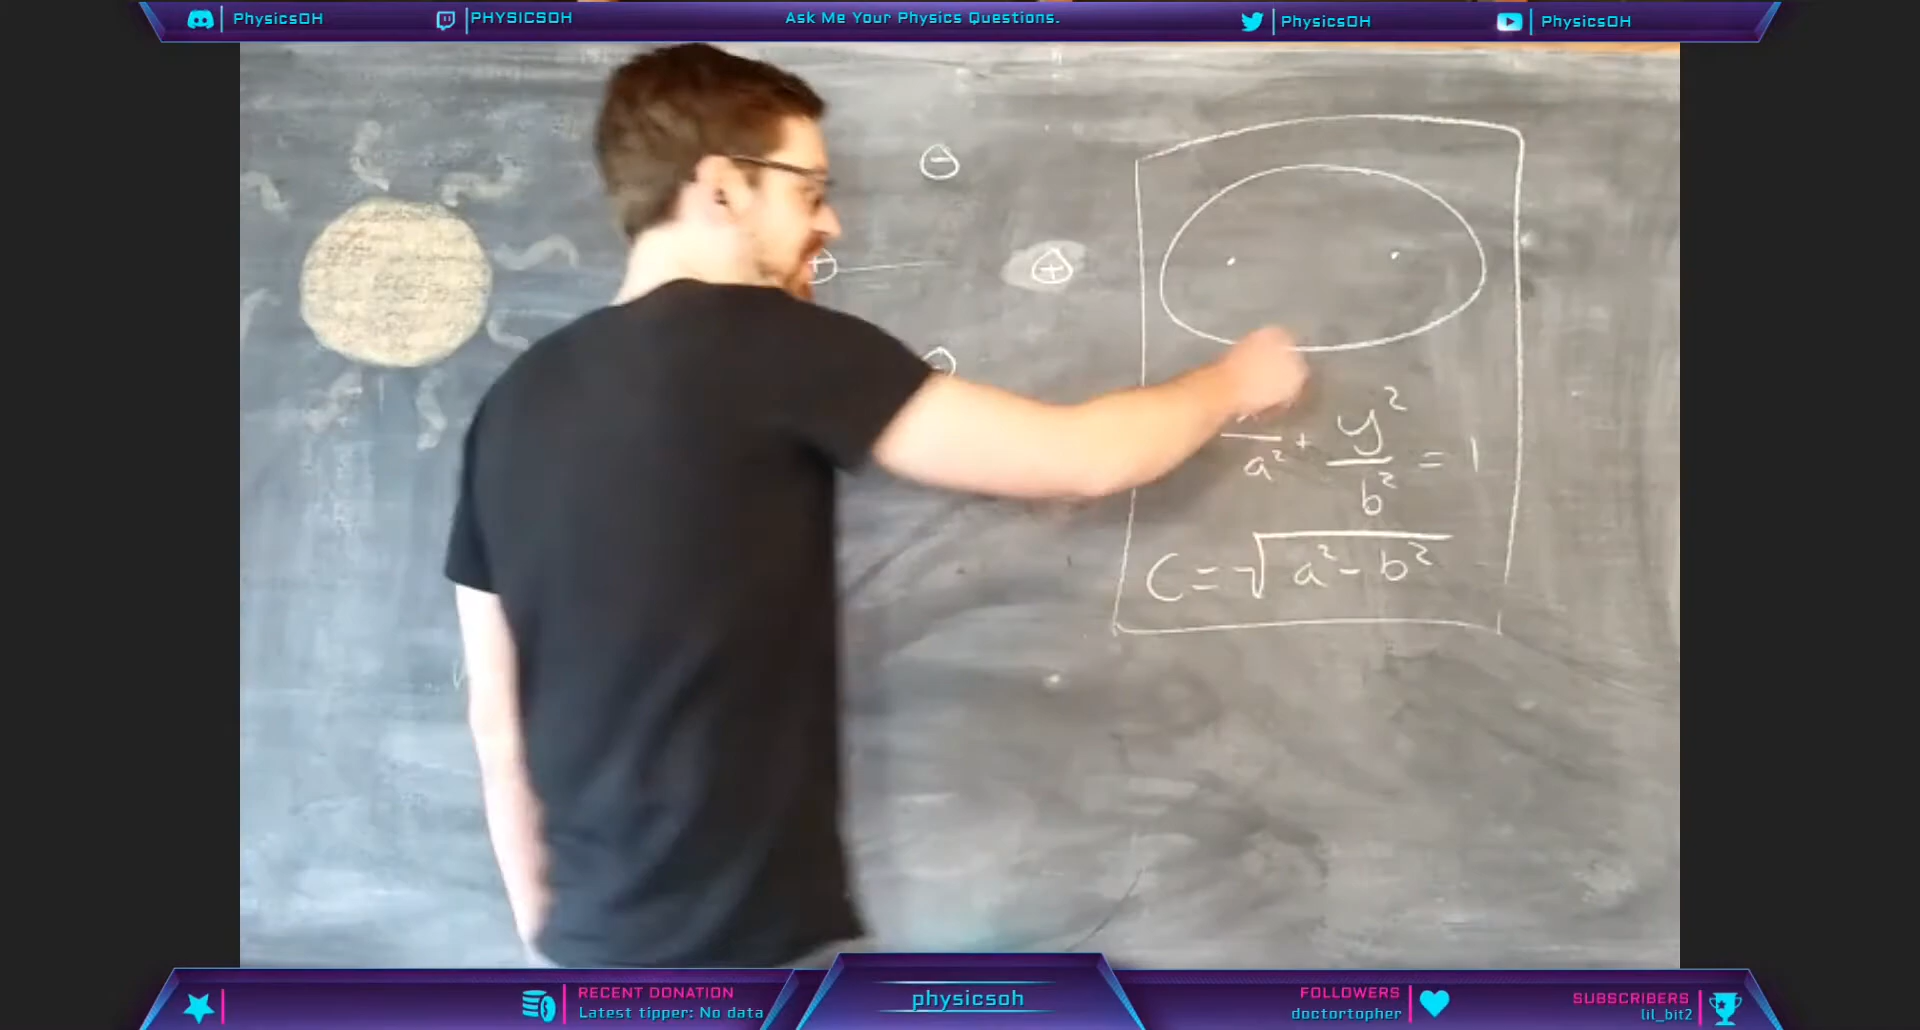 PhysicsOH
PHYSICSOH
Ask Me Your Physics Questions.
PhysicsOH
PhysicsOH
−
+
+
−
a² + y² = 1
b²
C = √a² − b²
RECENT DONATION
Latest tipper: No data
physicsoh
FOLLOWERS
doctortopher
SUBSCRIBERS
lil_bit2